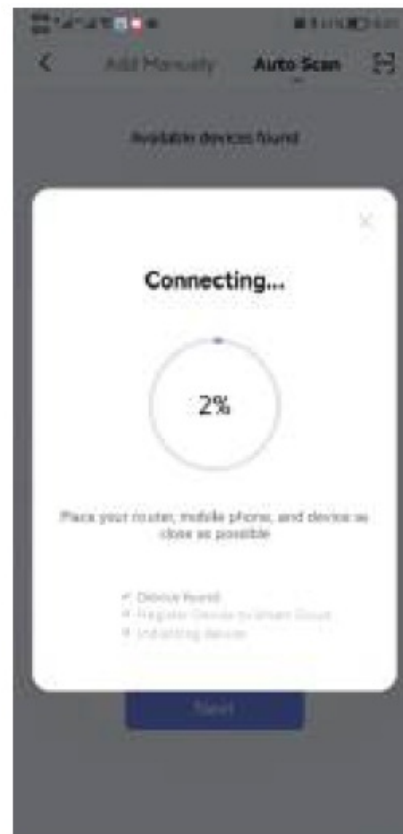 Add Manually Auto Scan
Available devices found
Connecting...
2%
Place your router, mobile phone, and device as
close as possible
Device found
Register Device to Smart Cloud
Initializing device
Next